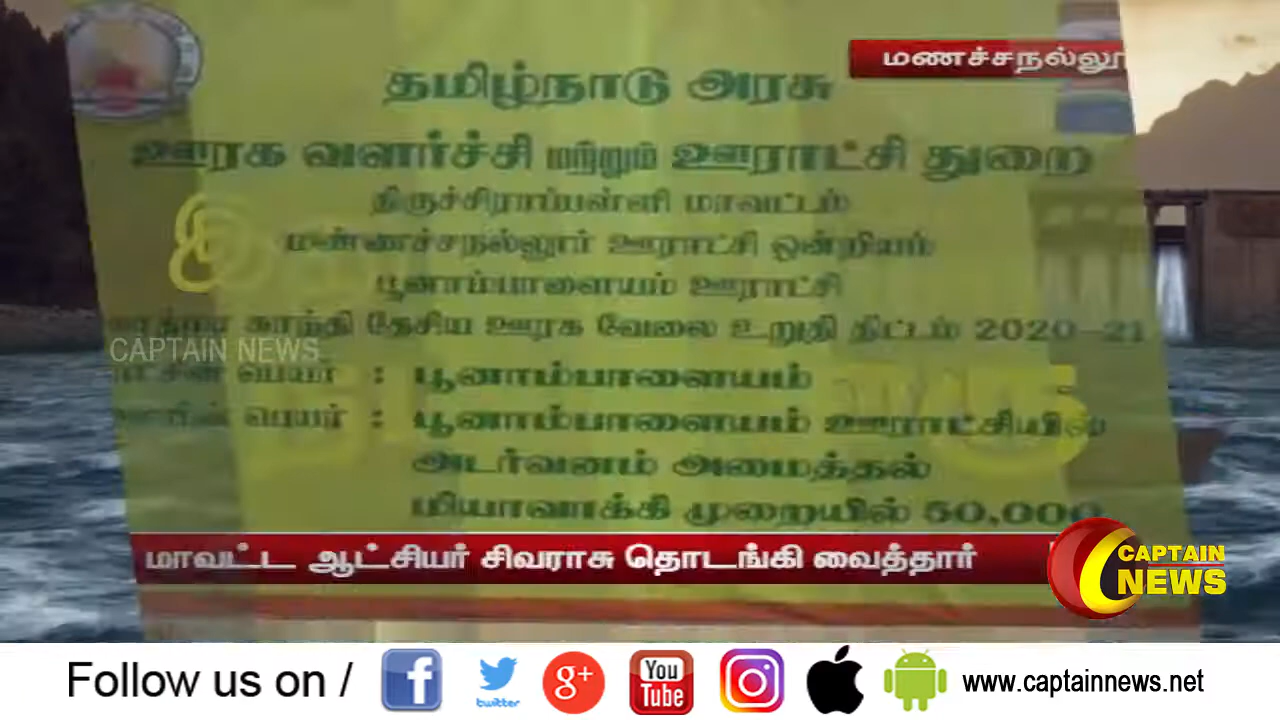 மணச்சநல்லூ
தமிழ்நாடு அரசு
ஊரக வளர்ச்சி மற்றும் ஊராட்சி துறை
திருச்சிராப்பள்ளி மாவட்டம்
மண்ணச்சநல்லூர் ஊராட்சி ஒன்றியம்
பூனாம்பாளையம் ஊராட்சி
காந்தி தேசிய ஊரக வேலை உறுதி திட்டம் 2020-21
CAPTAIN NEWS
பெயர் : பூனாம்பாளையம்
பெயர் : பூனாம்பாளையம் ஊராட்சியில்
அடர்வனம் அமைத்தல்
மியாவாக்கி முறையில் 50,000
மாவட்ட ஆட்சியர் சிவராசு தொடங்கி வைத்தார்
CAPTAIN
NEWS
Follow us on /
twitter
g+
You
Tube
www.captainnews.net